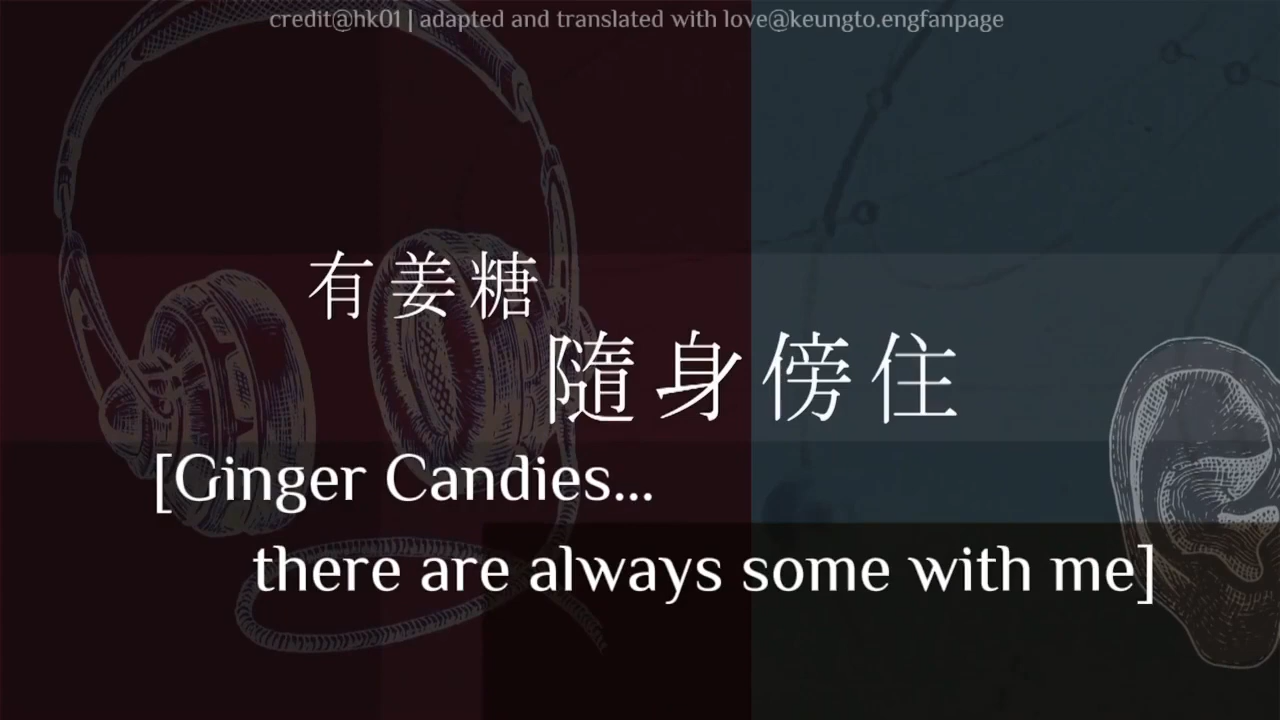 credit@hk01 | adapted and translated with love@keungto.engfanpage
有姜糖
隨身傍住
[Ginger Candies...
there are always some with me]